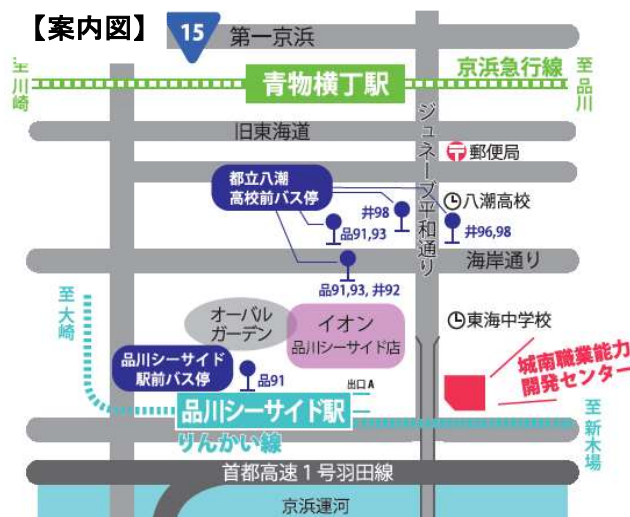 【案内図】
15
第一京浜
至川崎
青物横丁駅
京浜急行線
至品川
旧東海道
ジュネーブ平和通り
郵便局
都立八潮
高校前バス停
井98
八潮高校
品91,93
井96,98
海岸通り
品91,93, 井92
至大崎
オーバル
ガーデン
イオン
品川シーサイド店
東海中学校
城南職業能力
開発センター
品川シーサイド
駅前バス停
品91
出口A
品川シーサイド駅
りんかい線
至新木場
首都高速1号羽田線
京浜運河